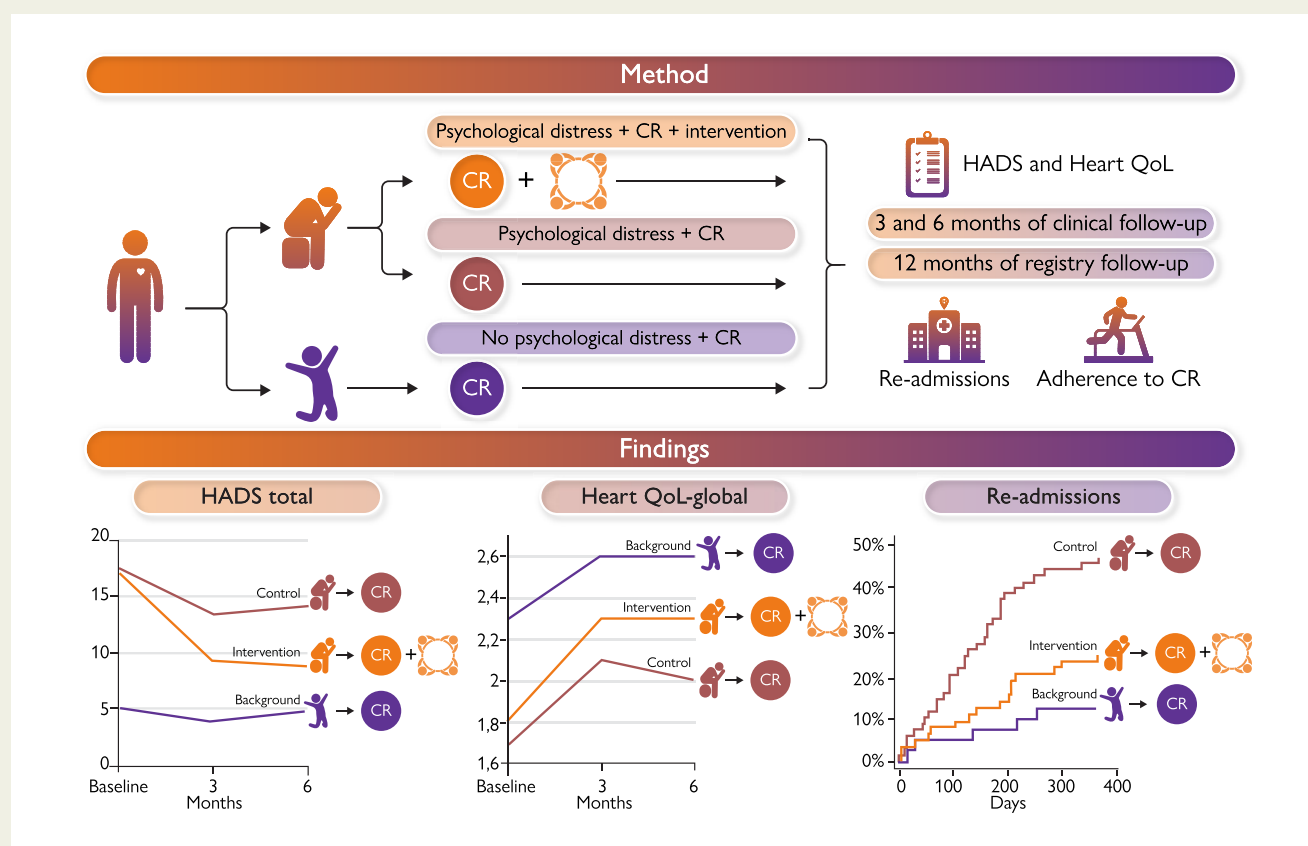 Method
Psychological distress + CR + intervention
CR +
Psychological distress + CR
CR
No psychological distress + CR
CR
HADS and Heart QoL
3 and 6 months of clinical follow-up
12 months of registry follow-up
Re-admissions
Adherence to CR
Findings
HADS total
20
15
10
5
0
Baseline
3
6
Months
Control
CR
Intervention
CR +
Background
CR
Heart QoL-global
2,6
2,4
2,2
2
1,8
1,6
Baseline
3
6
Months
Background
CR
Intervention
CR +
Control
CR
Re-admissions
50%
40%
30%
20%
10%
0%
0
100
200
300
400
Days
Control
CR
Intervention
CR +
Background
CR